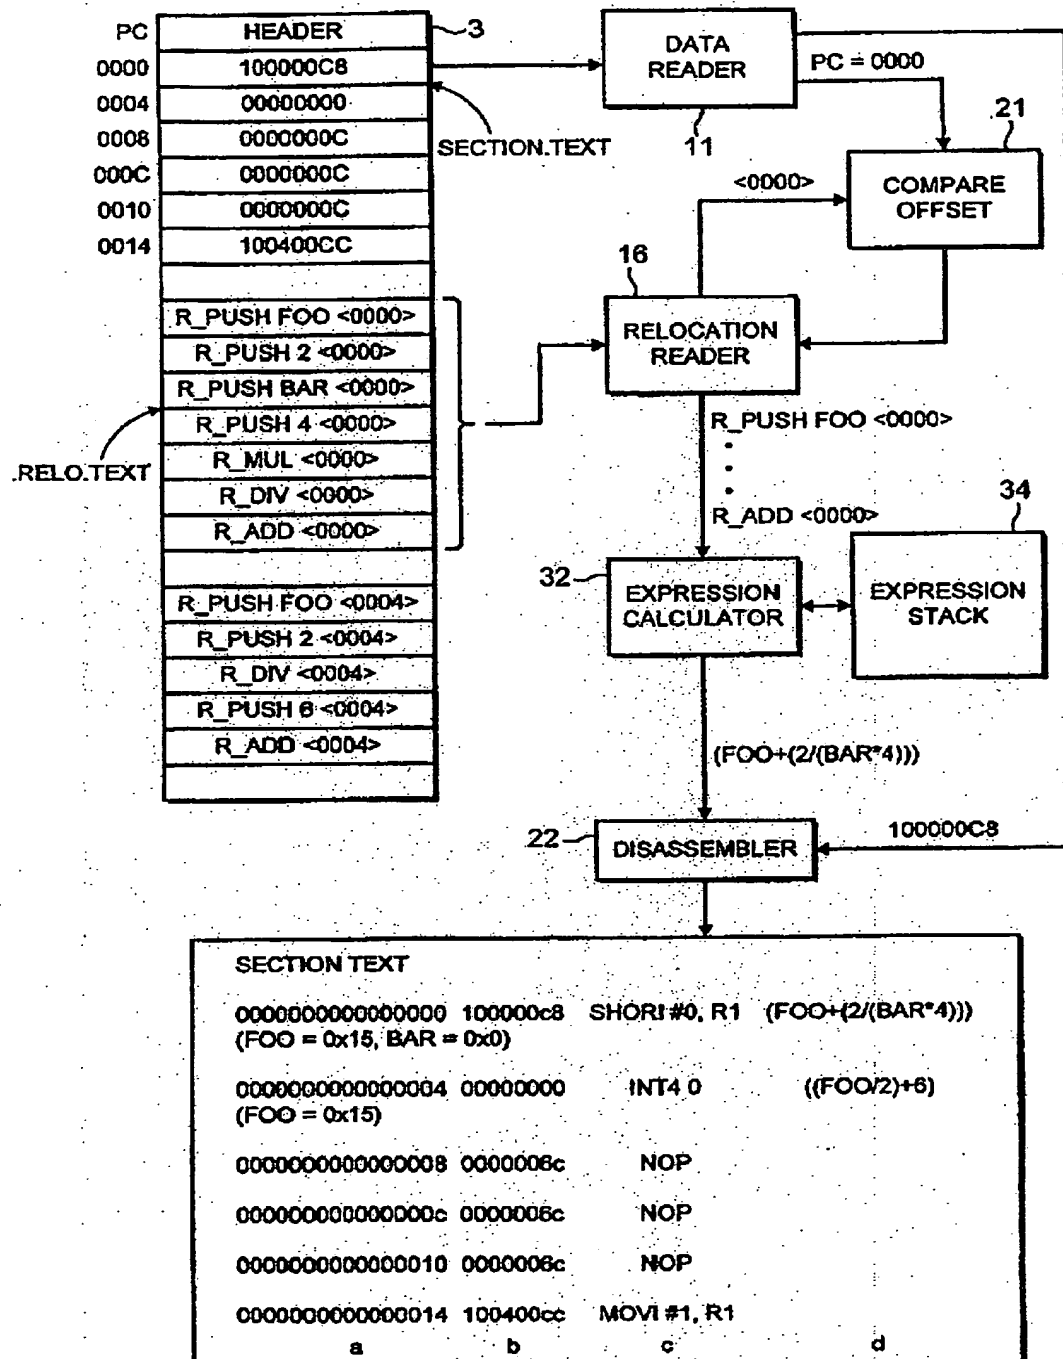 PC HEADER 3
0000 100000C8
0004 00000000
0008 0000000C
000C 0000000C
0010 0000000C
0014 100400CC
SECTION.TEXT
R_PUSH FOO <0000>
R_PUSH 2 <0000>
R_PUSH BAR <0000>
R_PUSH 4 <0000>
R_MUL <0000>
R_DIV <0000>
R_ADD <0000>
.RELO.TEXT
R_PUSH FOO <0004>
R_PUSH 2 <0004>
R_DIV <0004>
R_PUSH 6 <0004>
R_ADD <0004>
DATA
READER
11
PC = 0000
21
COMPARE
OFFSET
<0000>
16
RELOCATION
READER
R_PUSH FOO <0000>
R_ADD <0000>
32
EXPRESSION
CALCULATOR
34
EXPRESSION
STACK
(FOO+(2/(BAR*4)))
22
DISASSEMBLER
100000C8
SECTION TEXT
0000000000000000 100000c8 SHORI #0, R1 (FOO+(2/(BAR*4)))
(FOO = 0x15, BAR = 0x0)
0000000000000004 00000000 INT4 0 ((FOO/2)+6)
(FOO = 0x15)
0000000000000008 0000006c NOP
000000000000000c 0000006c NOP
0000000000000010 0000006c NOP
0000000000000014 100400cc MOVI #1, R1
a b c d